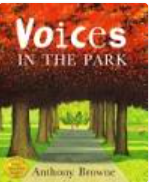 Voices
IN THE PARK
Anthony Browne